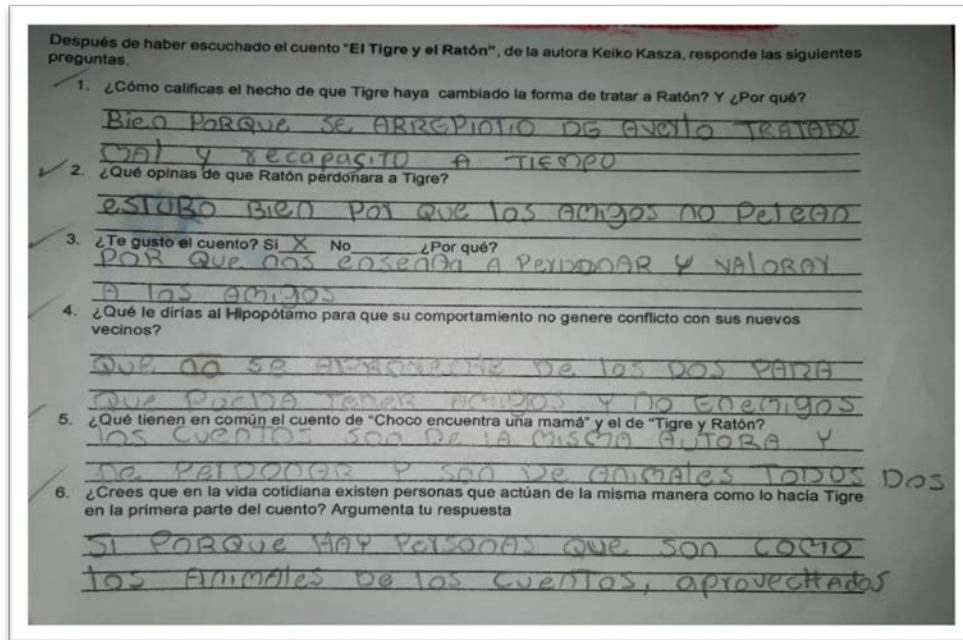 Después de haber escuchado el cuento "El Tigre y el Ratón", de la autora Keiko Kasza, responde las siguientes
preguntas.
1. ¿Cómo calificas el hecho de que Tigre haya cambiado la forma de tratar a Ratón? Y ¿Por qué?
Bien PORQUE SE ARREPINTIO DE AVERLO TRATADO
MAl y recapasiTO A TIEMPO
2. ¿Qué opinas de que Ratón perdonara a Tigre?
eSTUBO BIEN POr QUE los AMigos NO PeleAn
3. ¿Te gustó el cuento? Si X No ____ ¿Por qué?
POR QUE nos enseñAn A PerDONAR Y VAlorAr
A los AMigos
4. ¿Qué le dirías al Hipopótamo para que su comportamiento no genere conflicto con sus nuevos
vecinos?
QUE no se APROVECHE De los DOS PARA
QUE PUEDA Tener AMigos Y NO EneMigos
5. ¿Qué tienen en común el cuento de "Choco encuentra una mamá" y el de "Tigre y Ratón?
los CUENTOS son De lA MisMA AUTORA Y
De PerDONAR Y son De AniMAles TODOS DOS
6. ¿Crees que en la vida cotidiana existen personas que actúan de la misma manera como lo hacía Tigre
en la primera parte del cuento? Argumenta tu respuesta
SI PORQUE HAY PersonAs QUE son COMO
los AniMAles De los CUENTOS, aproVeCHAdos